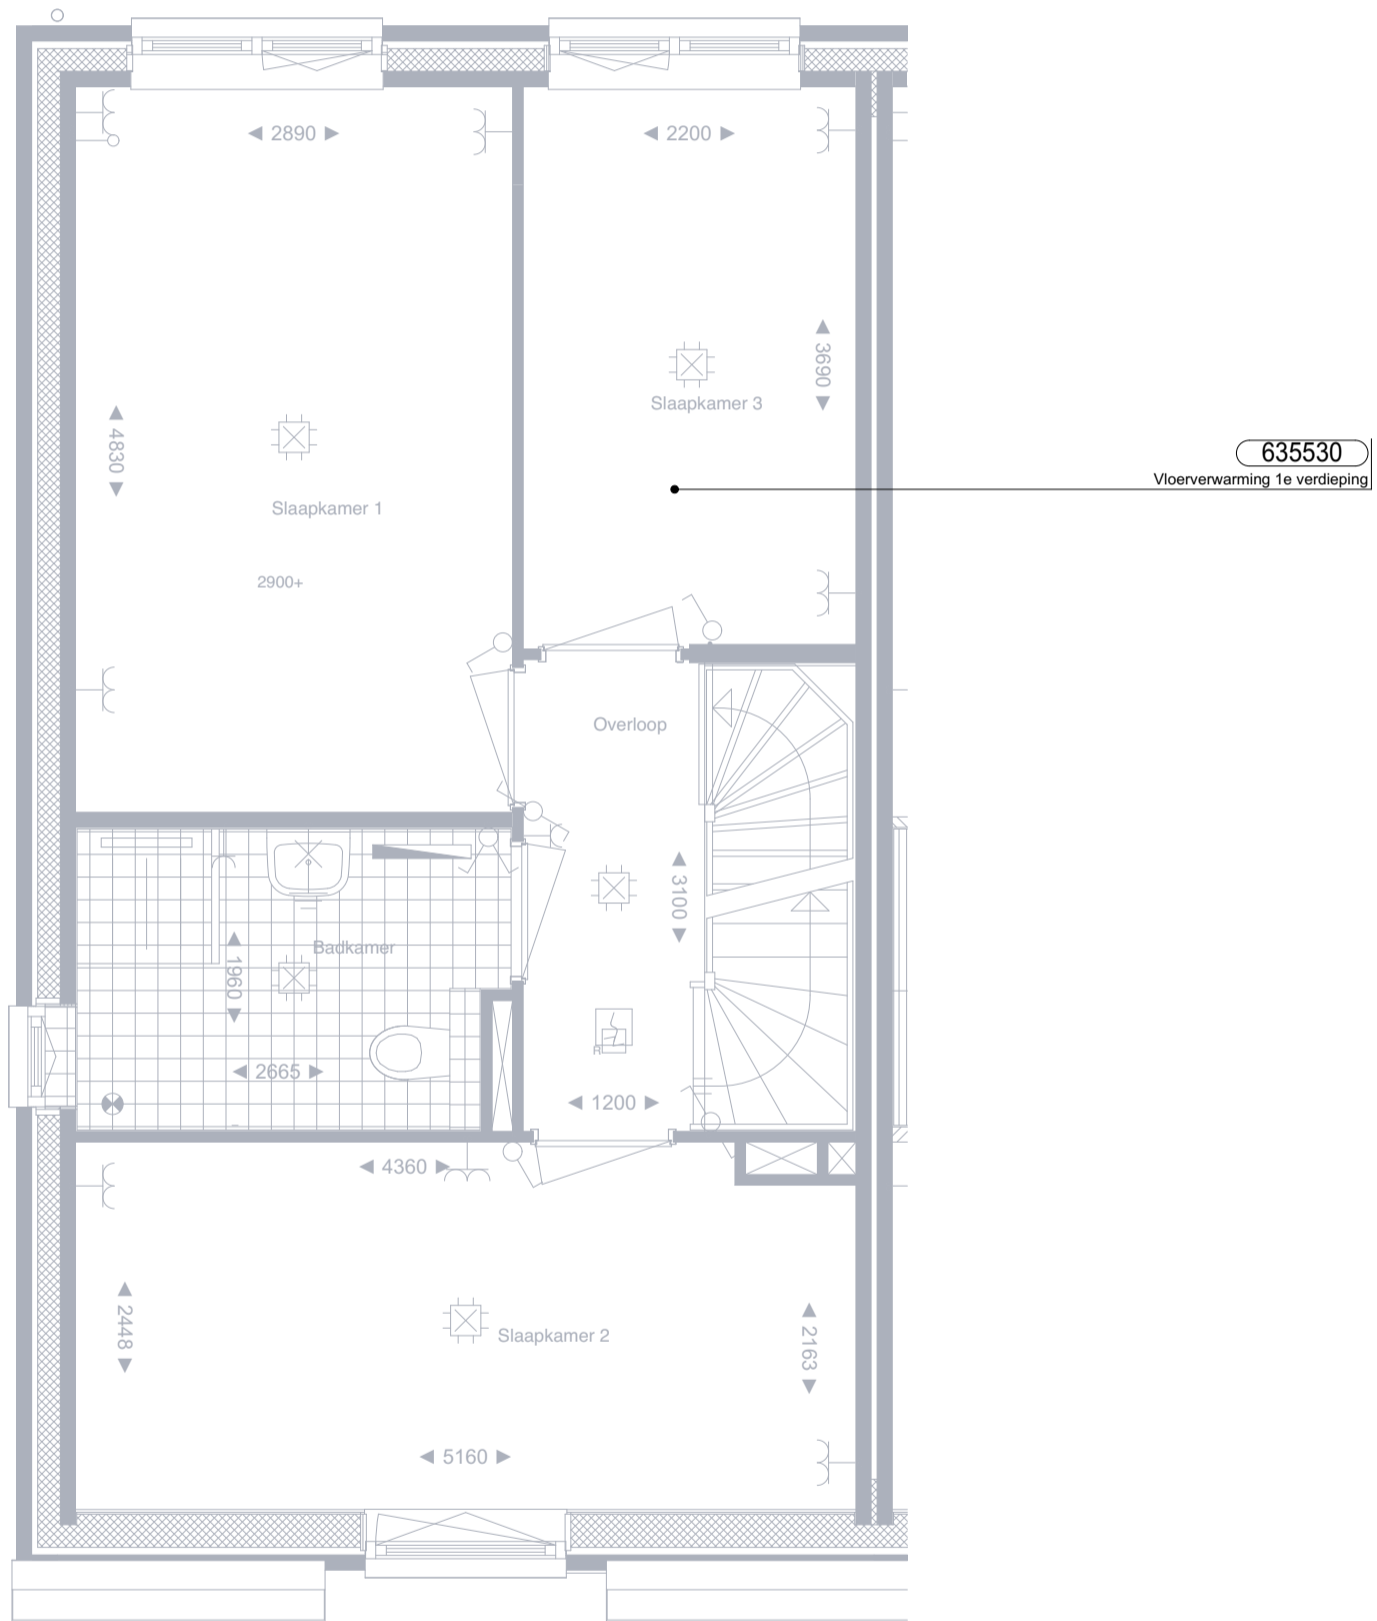 2890
2200
3690
Slaapkamer 3
4830
635530
Vloerverwarming 1e verdieping
Slaapkamer 1
2900+
Overloop
3100
Badkamer
1960
R
2665
1200
4360
2448
Slaapkamer 2
2163
5160